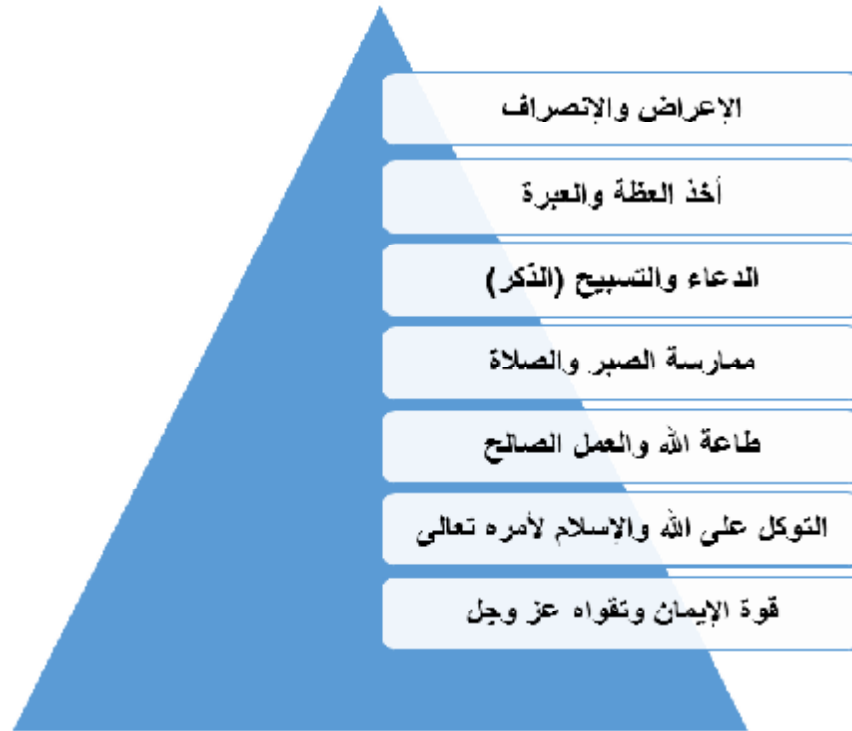 الإعراض والإنصراف
أخذ العظة والعبرة
الدعاء والتسبيح (الذكر)
ممارسة الصبر والصلاة
طاعة الله والعمل الصالح
التوكل على الله والإسلام لأمره تعالى
قوة الإيمان وتقواه عز وجل